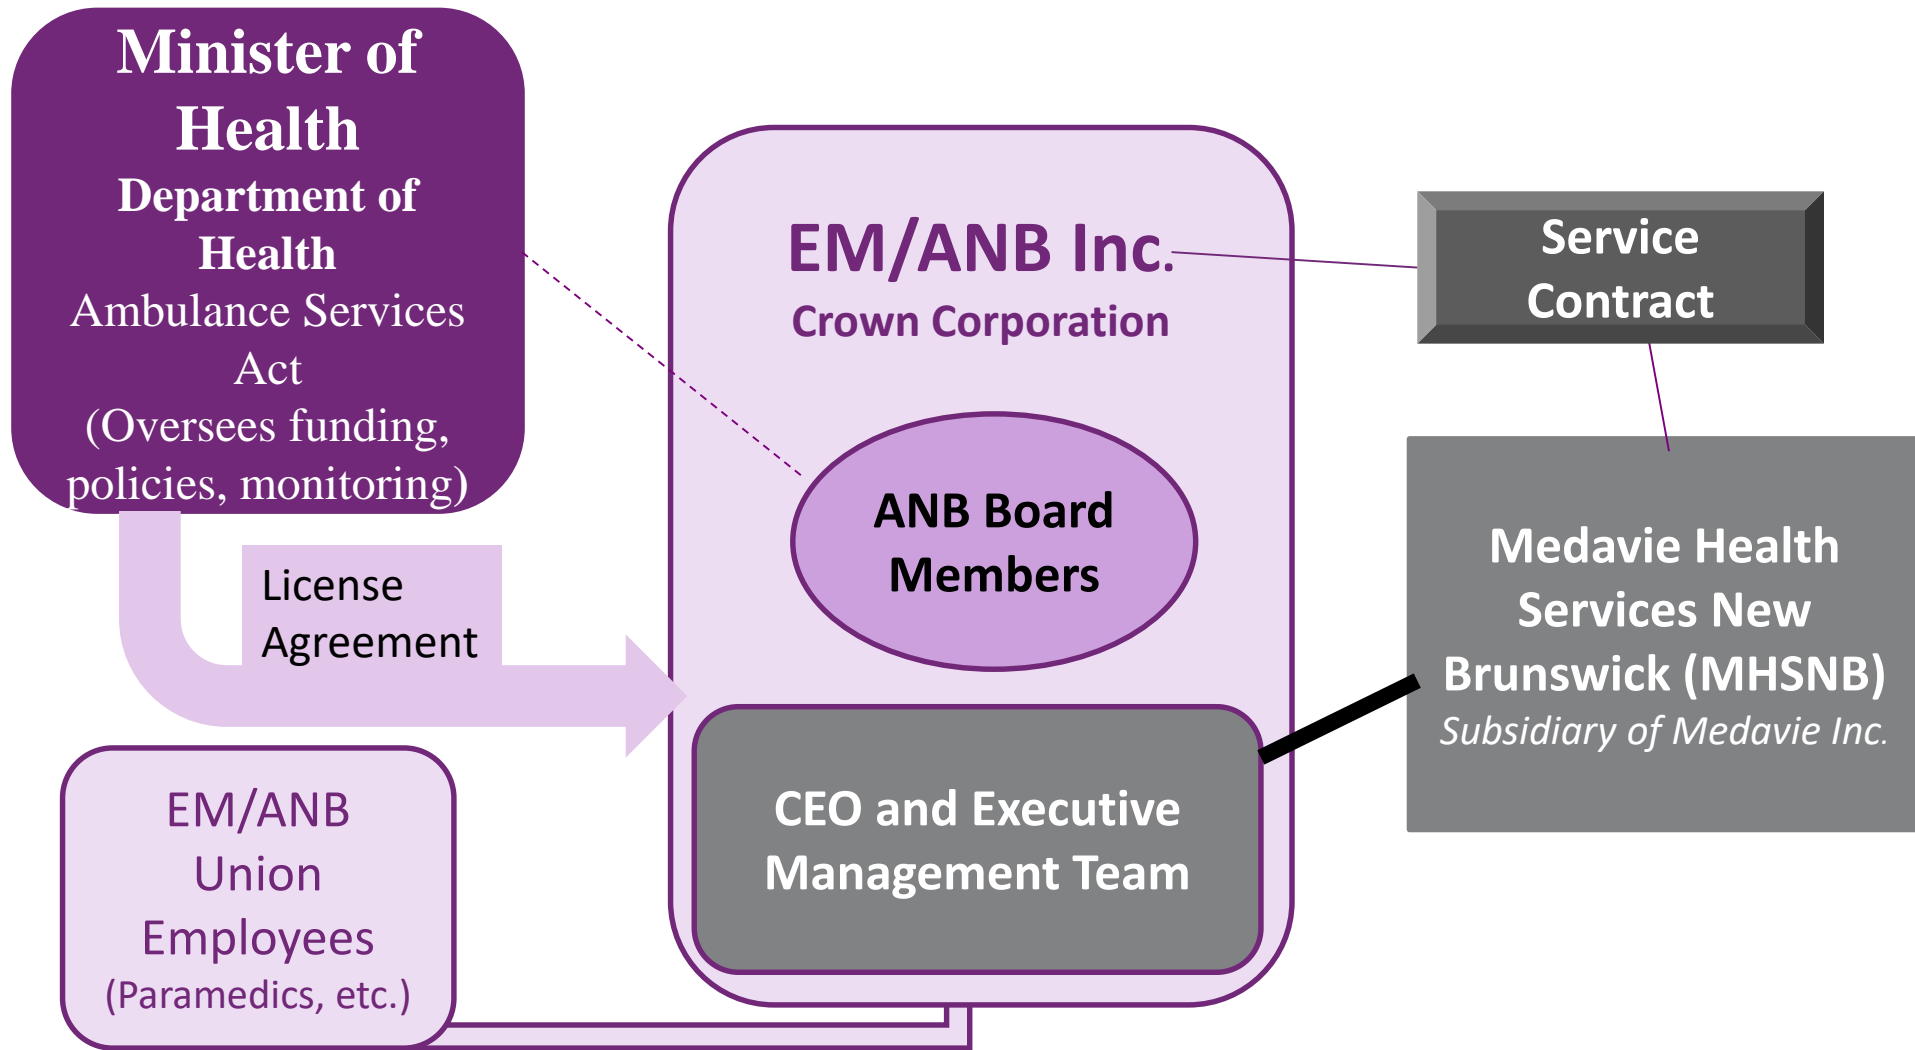 Minister of
Health
Department of
Health
Ambulance Services
Act
(Oversees funding,
policies, monitoring)
License
Agreement
EM/ANB
Union
Employees
(Paramedics, etc.)
EM/ANB Inc.
Crown Corporation
ANB Board
Members
CEO and Executive
Management Team
Service
Contract
Medavie Health
Services New
Brunswick (MHSNB)
Subsidiary of Medavie Inc.